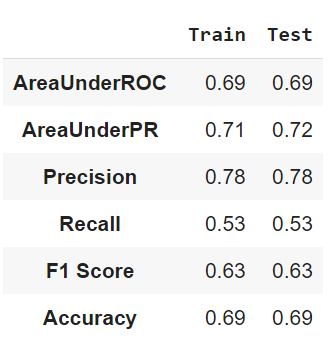 Train Test
AreaUnderROC 0.69 0.69
AreaUnderPR 0.71 0.72
Precision 0.78 0.78
Recall 0.53 0.53
F1 Score 0.63 0.63
Accuracy 0.69 0.69